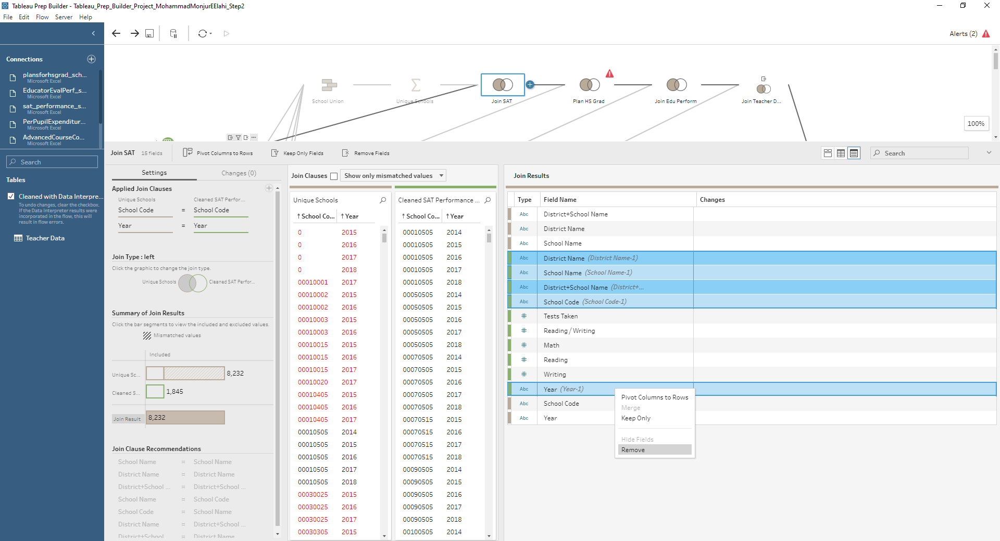 Tableau Prep Builder - Tableau_Prep_Builder_Project_MohammadMonjurEElahi_Step2
File Edit Flow Server Help
Alerts (2)
Connections
plansforhsgrad_sch...
Microsoft Excel
EducatorEvalPerf_s...
Microsoft Excel
sat_performance_s...
Microsoft Excel
PerPupilExpenditur...
Microsoft Excel
AdvancedCourseCo...
Microsoft Excel
Search
Tables
Cleaned with Data Interpre...
To undo changes, clear the checkbox.
If the Data Interpreter results were
incorporated in the flow, this will
result in flow errors.
Teacher Data
School Union
Unique Schools
Join SAT
Plan HS Grad
Join Edu Perform
Join Teacher D...
100%
Join SAT 15 fields
Pivot Columns to Rows
Keep Only Fields
Remove Fields
Search
Settings
Changes (0)
Applied Join Clauses
Unique Schools Cleaned SAT Perfor...
School Code = School Code
Year = Year
Join Type : left
Click the graphic to change the join type.
Unique Schools Cleaned SAT Perfor...
Summary of Join Results
Click the bar segments to view the included and excluded values.
Mismatched values
Included
Unique Sc... 8,232
Cleaned S... 1,845
Join Result 8,232
Join Clause Recommendations
School Name = School Name
District Name = District Name
District+School ... = District+School ...
School Name = School Code
School Code = School Name
District Name = District+School ...
District+School = District Name
Join Clauses Show only mismatched values
Unique Schools
School Co... Year
0 2015
0 2016
0 2017
0 2018
00010001 2017
00010002 2015
00010002 2016
00010003 2015
00010003 2016
00010015 2015
00010015 2016
00010015 2017
00010020 2017
00010405 2015
00010405 2016
00010405 2017
00010505 2014
00010505 2015
00010505 2016
00010505 2017
00010505 2018
00030025 2015
00030025 2016
00030025 2017
00030305 2015
Cleaned SAT Performance ...
School Co... Year
00010505 2014
00010505 2015
00010505 2016
00010505 2017
00010505 2018
00050505 2014
00050505 2015
00050505 2016
00050505 2017
00050505 2018
00070505 2014
00070505 2015
00070505 2016
00070505 2017
00070505 2018
00070515 2015
00070515 2016
00070515 2017
00070515 2018
00090505 2014
00090505 2015
00090505 2016
00090505 2017
00090505 2018
00100505 2014
Join Results
Type Field Name Changes
Abc District+School Name
Abc District Name
Abc School Name
Abc District Name (District Name-1)
Abc School Name (School Name-1)
Abc District+School Name (District+...
Abc School Code (School Code-1)
# Tests Taken
# Reading / Writing
# Math
# Reading
# Writing
Abc Year (Year-1)
Abc School Code
Abc Year
Pivot Columns to Rows
Merge
Keep Only
Hide Fields
Remove